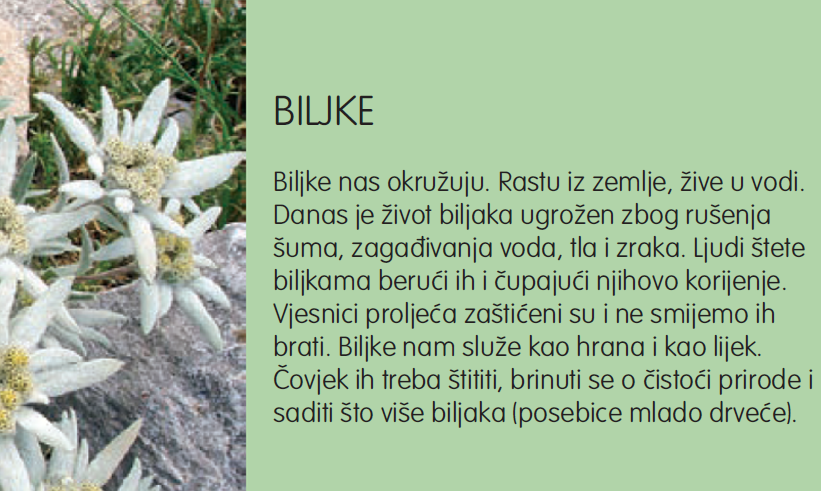 BILJKE
Biljke nas okružuju. Rastu iz zemlje, žive u vodi.
Danas je život biljaka ugrožen zbog rušenja
šuma, zagađivanja voda, tla i zraka. Ljudi štete
biljkama berući ih i čupajući njihovo korijenje.
Vjesnici proljeća zaštićeni su i ne smijemo ih
brati. Biljke nam služe kao hrana i kao lijek.
Čovjek ih treba štititi, brinuti se o čistoći prirode i
saditi što više biljaka (posebice mlado drveće).